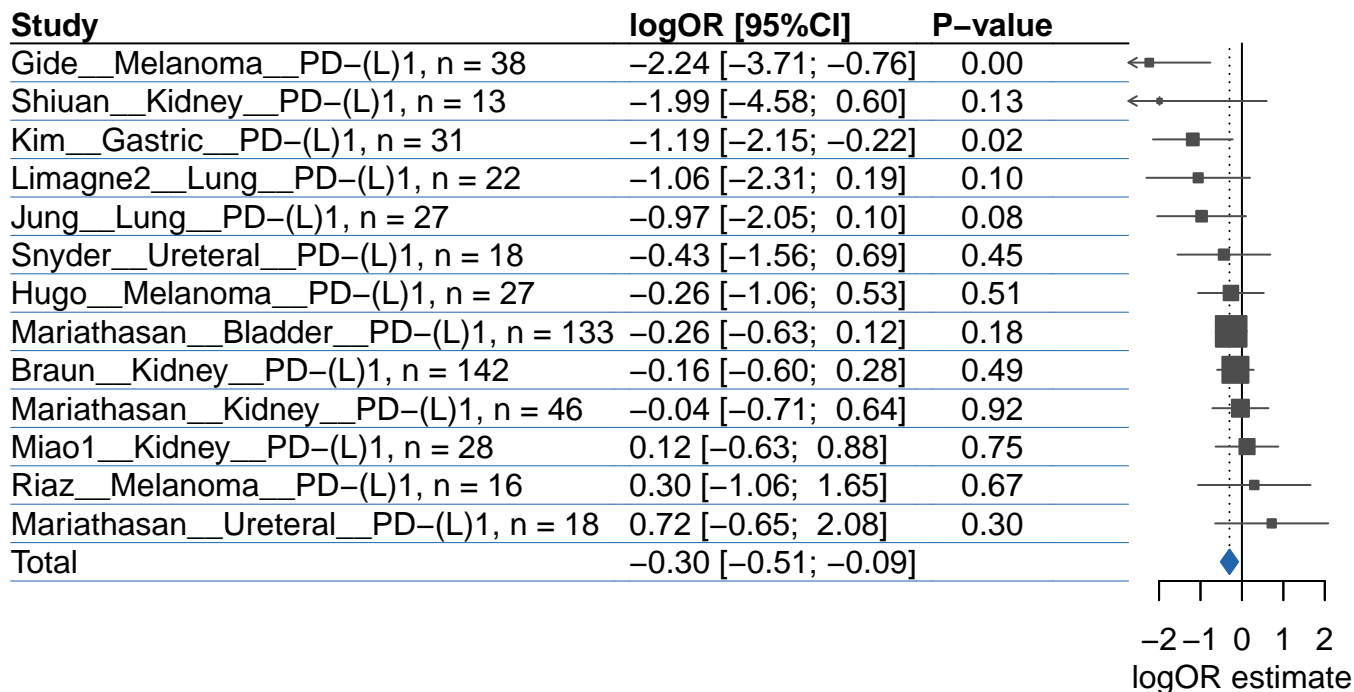 Study logOR [95%CI] P−value
Gide__Melanoma__PD−(L)1, n = 38 −2.24 [−3.71; −0.76] 0.00
Shiuan__Kidney__PD−(L)1, n = 13 −1.99 [−4.58; 0.60] 0.13
Kim__Gastric__PD−(L)1, n = 31 −1.19 [−2.15; −0.22] 0.02
Limagne2__Lung__PD−(L)1, n = 22 −1.06 [−2.31; 0.19] 0.10
Jung__Lung__PD−(L)1, n = 27 −0.97 [−2.05; 0.10] 0.08
Snyder__Ureteral__PD−(L)1, n = 18 −0.43 [−1.56; 0.69] 0.45
Hugo__Melanoma__PD−(L)1, n = 27 −0.26 [−1.06; 0.53] 0.51
Mariathasan__Bladder__PD−(L)1, n = 133 −0.26 [−0.63; 0.12] 0.18
Braun__Kidney__PD−(L)1, n = 142 −0.16 [−0.60; 0.28] 0.49
Mariathasan__Kidney__PD−(L)1, n = 46 −0.04 [−0.71; 0.64] 0.92
Miao1__Kidney__PD−(L)1, n = 28 0.12 [−0.63; 0.88] 0.75
Riaz__Melanoma__PD−(L)1, n = 16 0.30 [−1.06; 1.65] 0.67
Mariathasan__Ureteral__PD−(L)1, n = 18 0.72 [−0.65; 2.08] 0.30
Total −0.30 [−0.51; −0.09]
−2 −1 0 1 2
logOR estimate